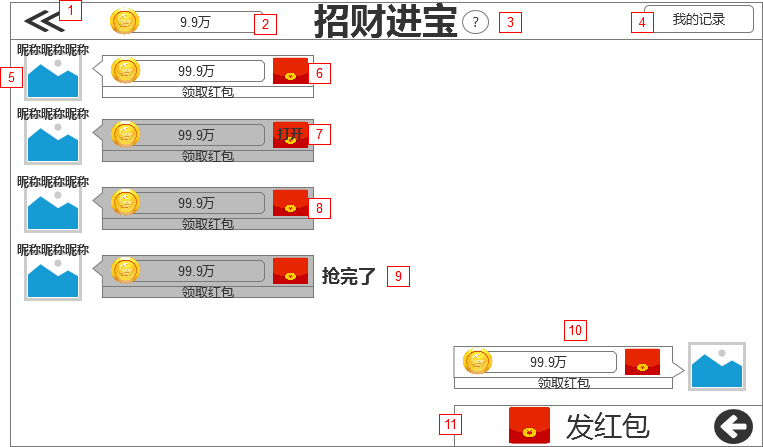 1
9.9万
2
招财进宝
?
3
4
我的记录
昵称昵称昵称
5
99.9万
6
领取红包
昵称昵称昵称
99.9万
打开
7
领取红包
昵称昵称昵称
99.9万
8
领取红包
昵称昵称昵称
99.9万
抢完了
9
领取红包
10
99.9万
领取红包
11
发红包